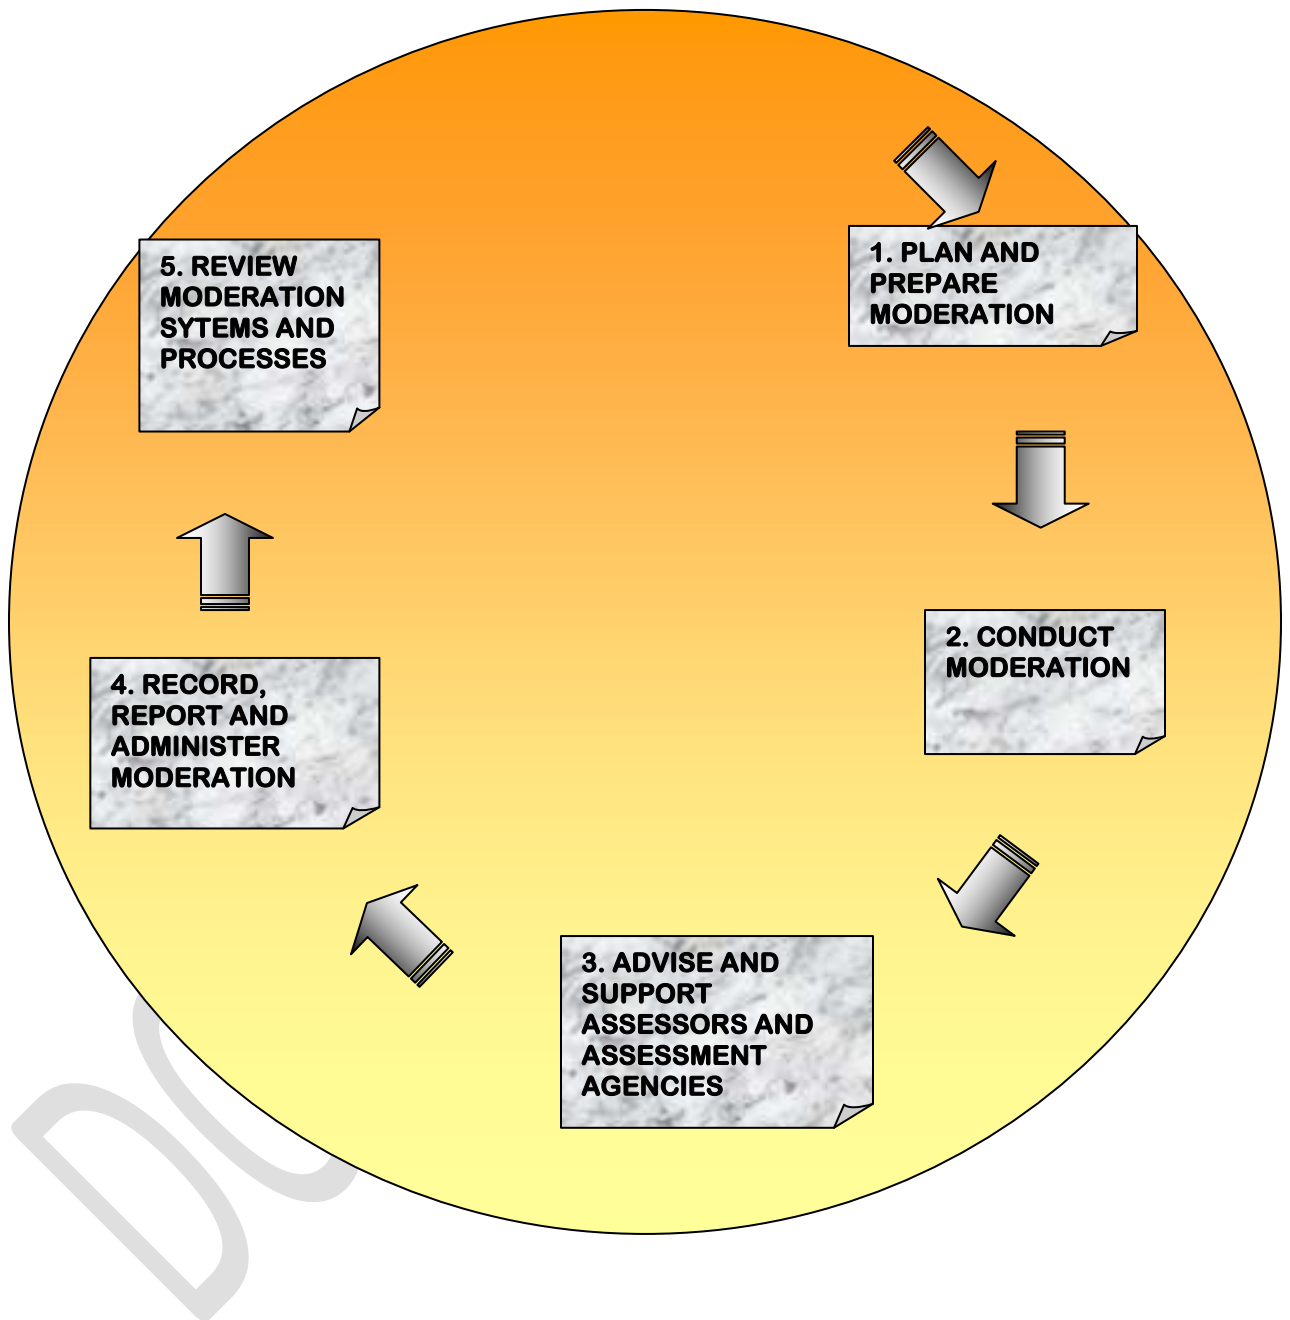 1. PLAN AND
PREPARE
MODERATION
2. CONDUCT
MODERATION
3. ADVISE AND
SUPPORT
ASSESSORS AND
ASSESSMENT
AGENCIES
4. RECORD,
REPORT AND
ADMINISTER
MODERATION
5. REVIEW
MODERATION
SYTEMS AND
PROCESSES